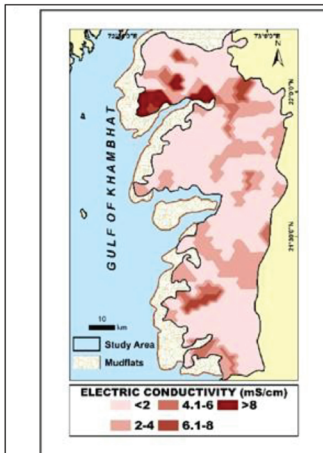 N
GULF OF KHAMBHAT
10
km
Study Area
Mudflats
ELECTRIC CONDUCTIVITY (mS/cm)
<2 4.1-6 >8
2-4 6.1-8